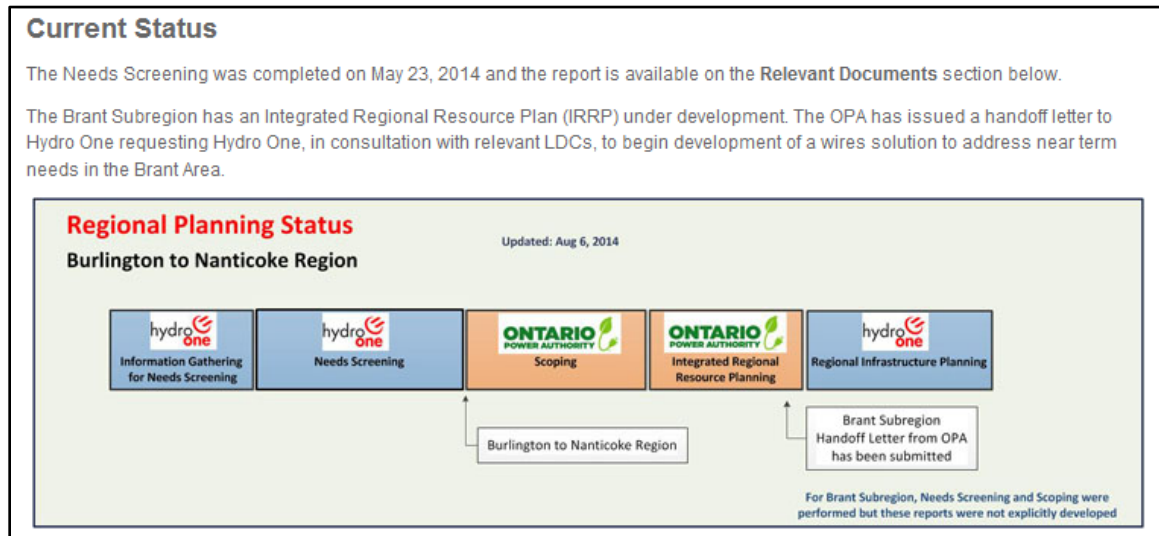 Current Status
The Needs Screening was completed on May 23, 2014 and the report is available on the Relevant Documents section below.
The Brant Subregion has an Integrated Regional Resource Plan (IRRP) under development. The OPA has issued a handoff letter to
Hydro One requesting Hydro One, in consultation with relevant LDCs, to begin development of a wires solution to address near term
needs in the Brant Area.
Regional Planning Status
Updated: Aug 6, 2014
Burlington to Nanticoke Region
hydro
one
Information Gathering
for Needs Screening
hydro
one
Needs Screening
ONTARIO
POWER AUTHORITY
Scoping
ONTARIO
POWER AUTHORITY
Integrated Regional
Resource Planning
hydro
one
Regional Infrastructure Planning
Burlington to Nanticoke Region
Brant Subregion
Handoff Letter from OPA
has been submitted
For Brant Subregion, Needs Screening and Scoping were
performed but these reports were not explicitly developed